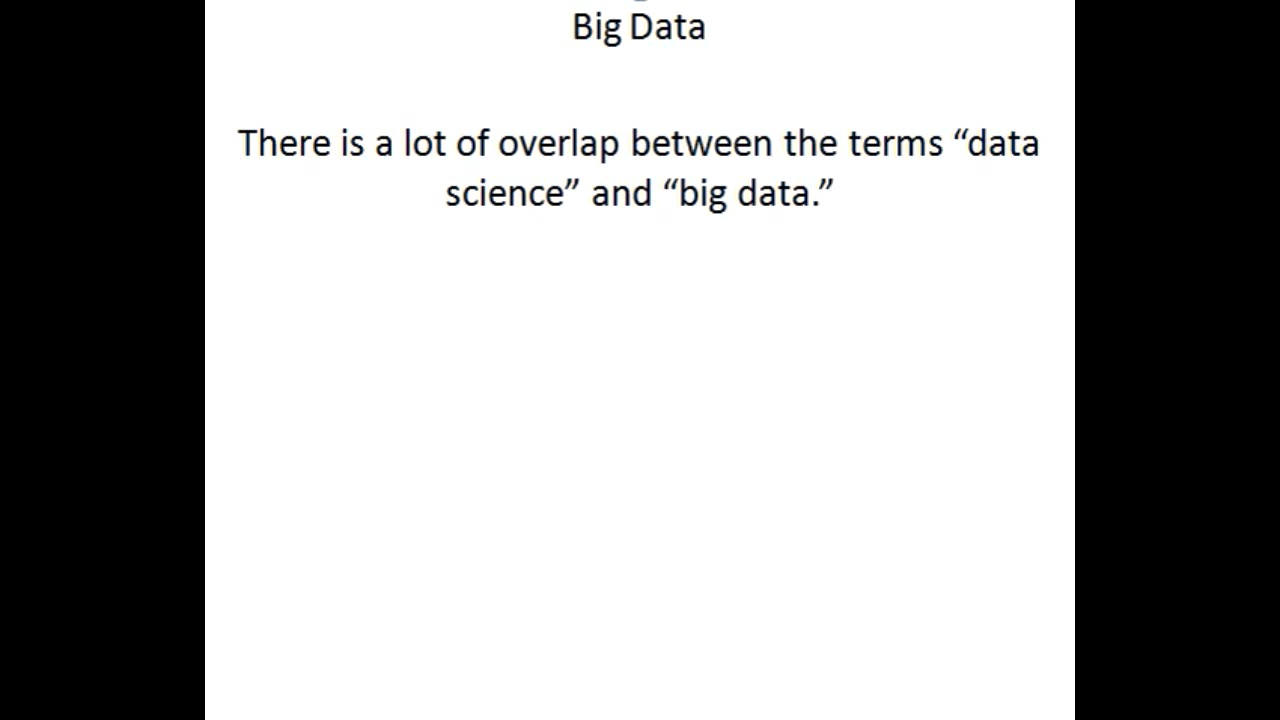 Big Data
There is a lot of overlap between the terms “data
science” and “big data.”